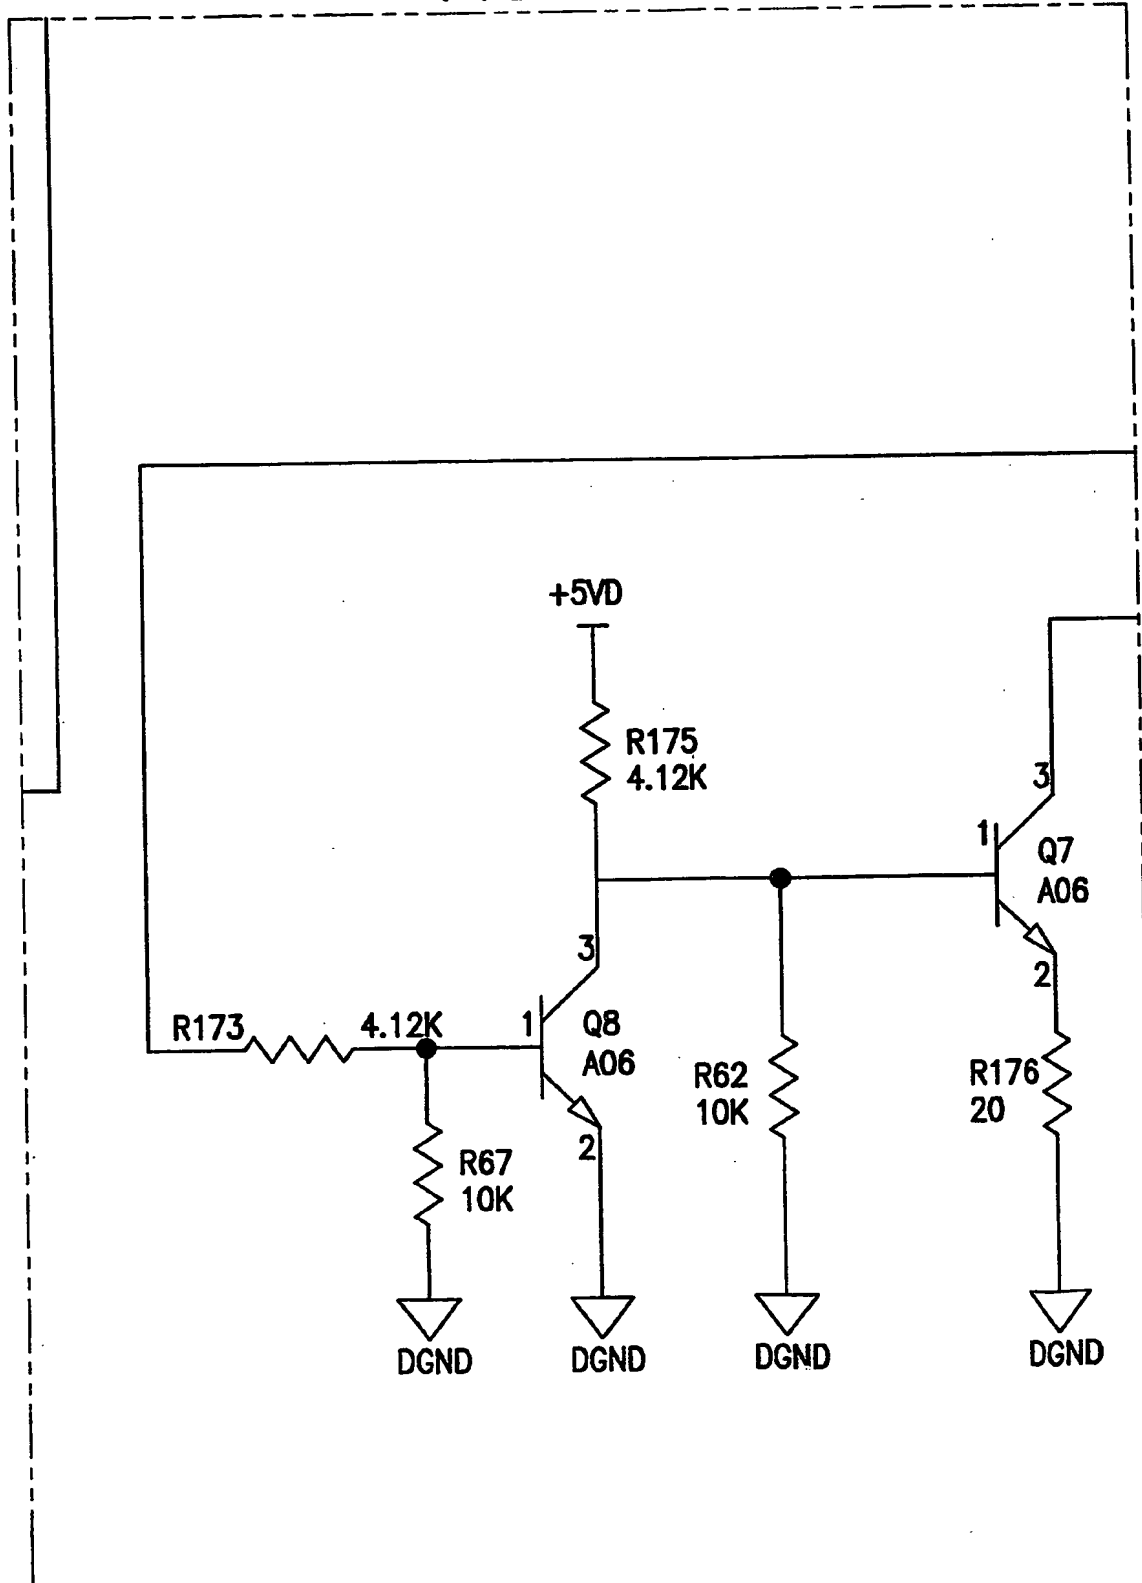 +5VD
R175
4.12K
3
1
Q7
A06
2
3
R173
4.12K
1
Q8
A06
2
R62
10K
R176
20
R67
10K
DGND
DGND
DGND
DGND